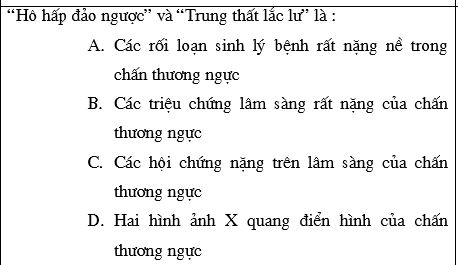 “Hô hấp đảo ngược” và “Trung thất lắc lư” là :
A. Các rối loạn sinh lý bệnh rất nặng nề trong
chấn thương ngực
B. Các triệu chứng lâm sàng rất nặng của chấn
thương ngực
C. Các hội chứng nặng trên lâm sàng của chấn
thương ngực
D. Hai hình ảnh X quang điển hình của chấn
thương ngực